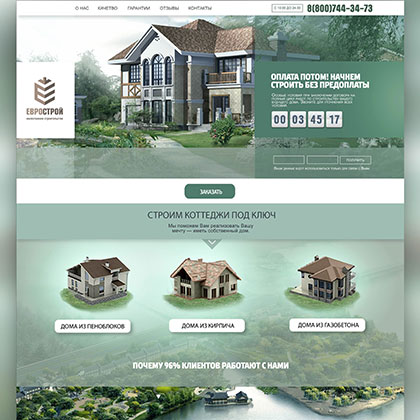 О НАС КАЧЕСТВО ГАРАНТИИ ОТЗЫВЫ КОНТАКТЫ
8(800)744-34-73
ЕВРОСТРОЙ
ОПЛАТА ПОТОМ! НАЧНЕМ
СТРОИТЬ БЕЗ ПРЕДОПЛАТЫ
00 03 45 17
ЗАКАЗАТЬ
СТРОИМ КОТТЕДЖИ ПОД КЛЮЧ
Мы поможем Вам реализовать Вашу
мечту — иметь собственный дом.
ДОМА ИЗ ПЕНОБЛОКОВ
ДОМА ИЗ КИРПИЧА
ДОМА ИЗ ГАЗОБЕТОНА
ПОЧЕМУ 96% КЛИЕНТОВ РАБОТАЮТ С НАМИ